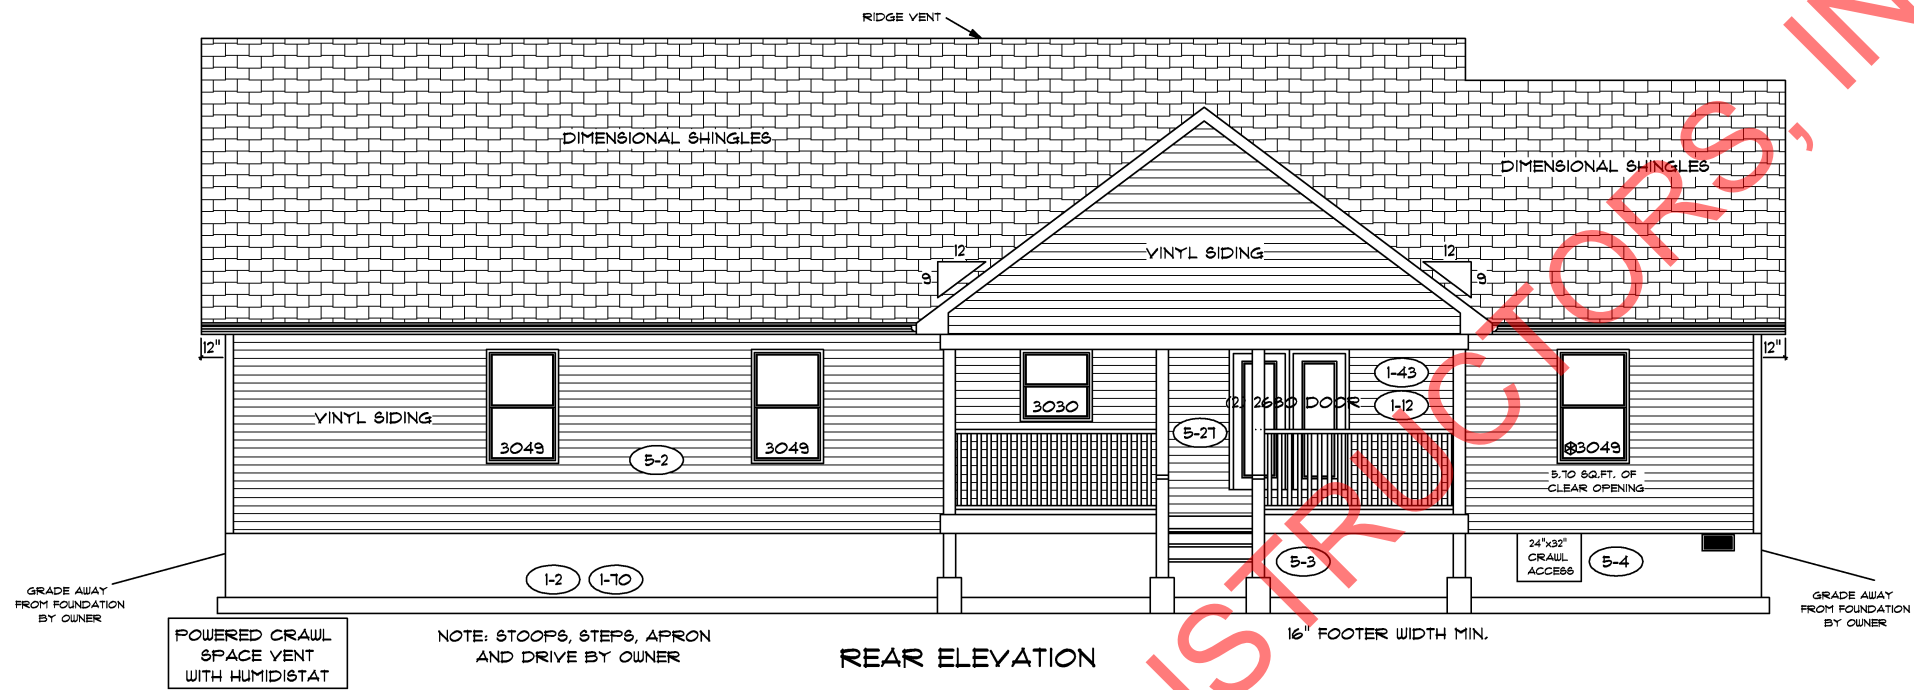 RIDGE VENT
DIMENSIONAL SHINGLES
DIMENSIONAL SHINGLES
12
9
VINYL SIDING
12
9
12"
12"
VINYL SIDING
3049
5-2
3049
3030
5-27
(2) 2680 DOOR
1-43
1-12
3049
5.70 SQ.FT. OF
CLEAR OPENING
24"x32"
CRAWL
ACCESS
5-4
5-3
1-2
1-70
GRADE AWAY
FROM FOUNDATION
BY OWNER
GRADE AWAY
FROM FOUNDATION
BY OWNER
POWERED CRAWL
SPACE VENT
WITH HUMIDISTAT
NOTE: STOOPS, STEPS, APRON
AND DRIVE BY OWNER
REAR ELEVATION
16" FOOTER WIDTH MIN.
STRUCTORS, IN